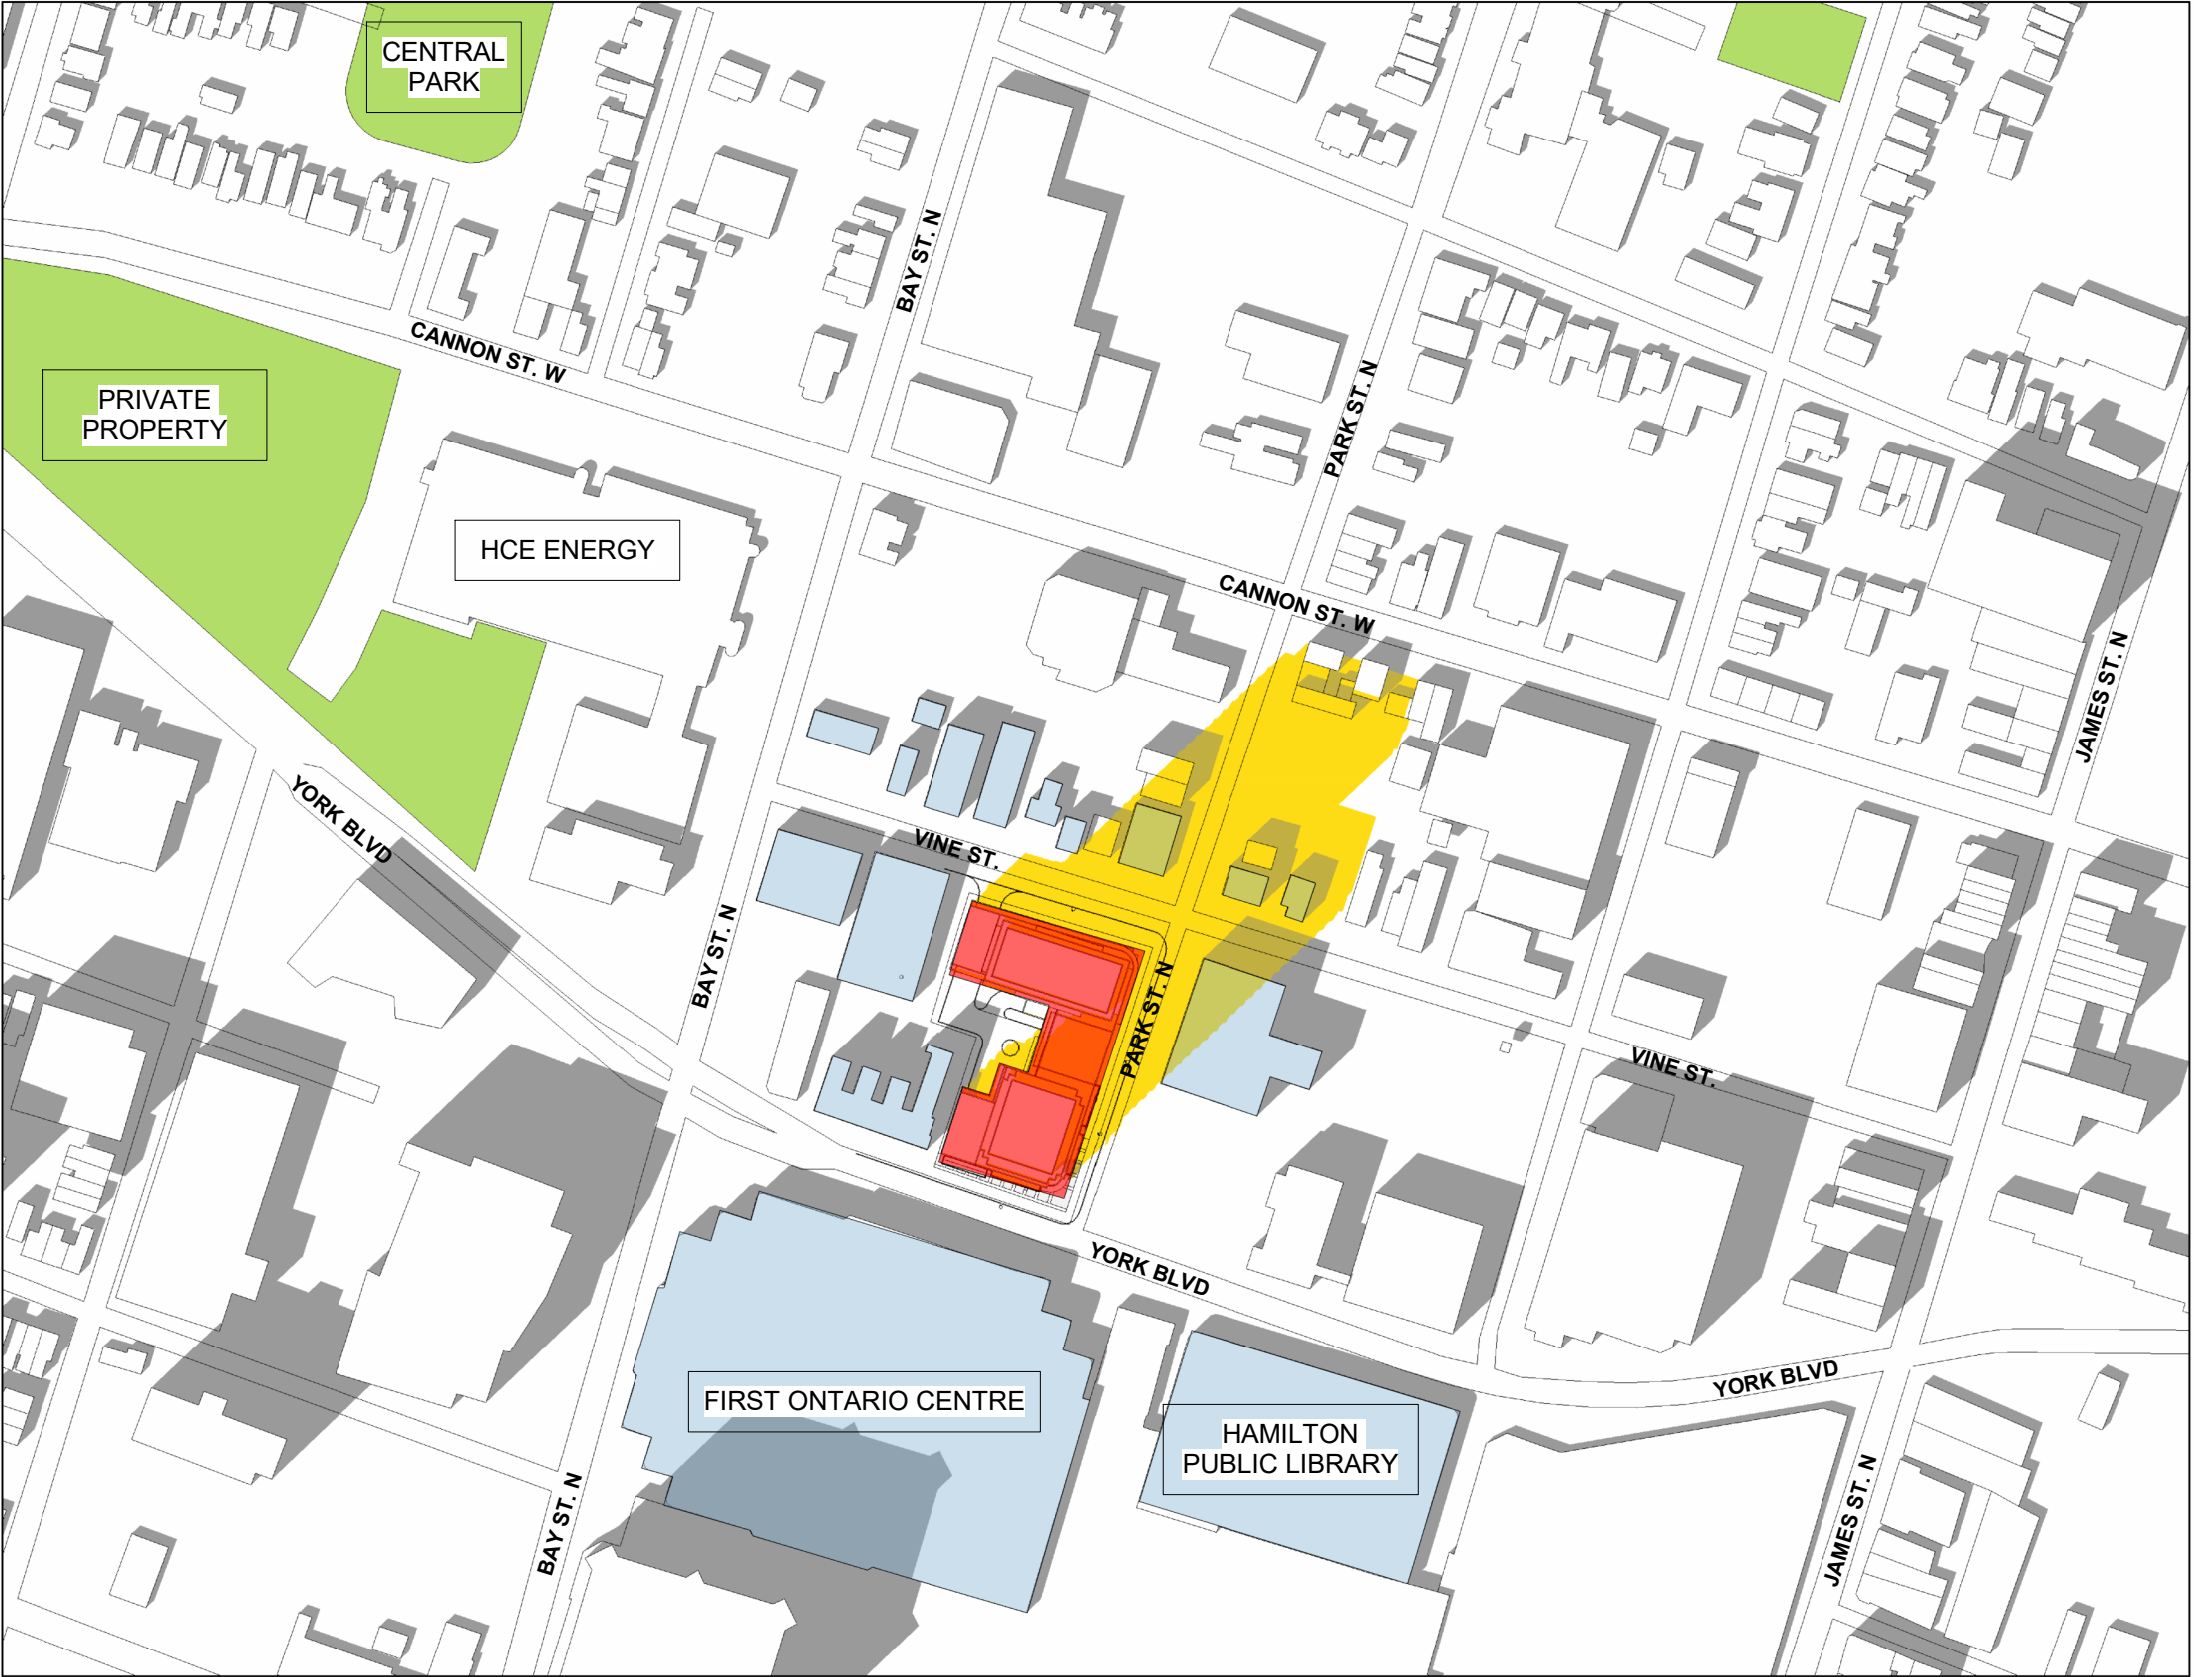 CENTRAL
PARK
BAY ST. N
CANNON ST. W
PRIVATE
PROPERTY
PARK ST. N
HCE ENERGY
CANNON ST. W
JAMES ST. N
YORK BLVD
VINE ST.
BAY ST. N
PARK ST. N
VINE ST.
YORK BLVD
YORK BLVD
FIRST ONTARIO CENTRE
HAMILTON
PUBLIC LIBRARY
BAY ST. N
JAMES ST. N